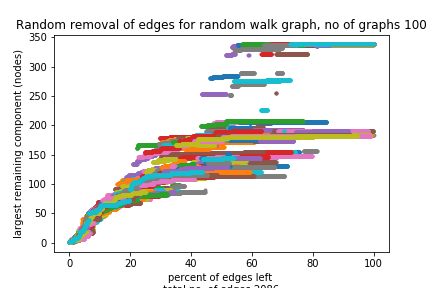 Random removal of edges for random walk graph, no of graphs 100
largest remaining component (nodes)
350
300
250
200
150
100
50
0
0 20 40 60 80 100
percent of edges left
total no. of edges 2086